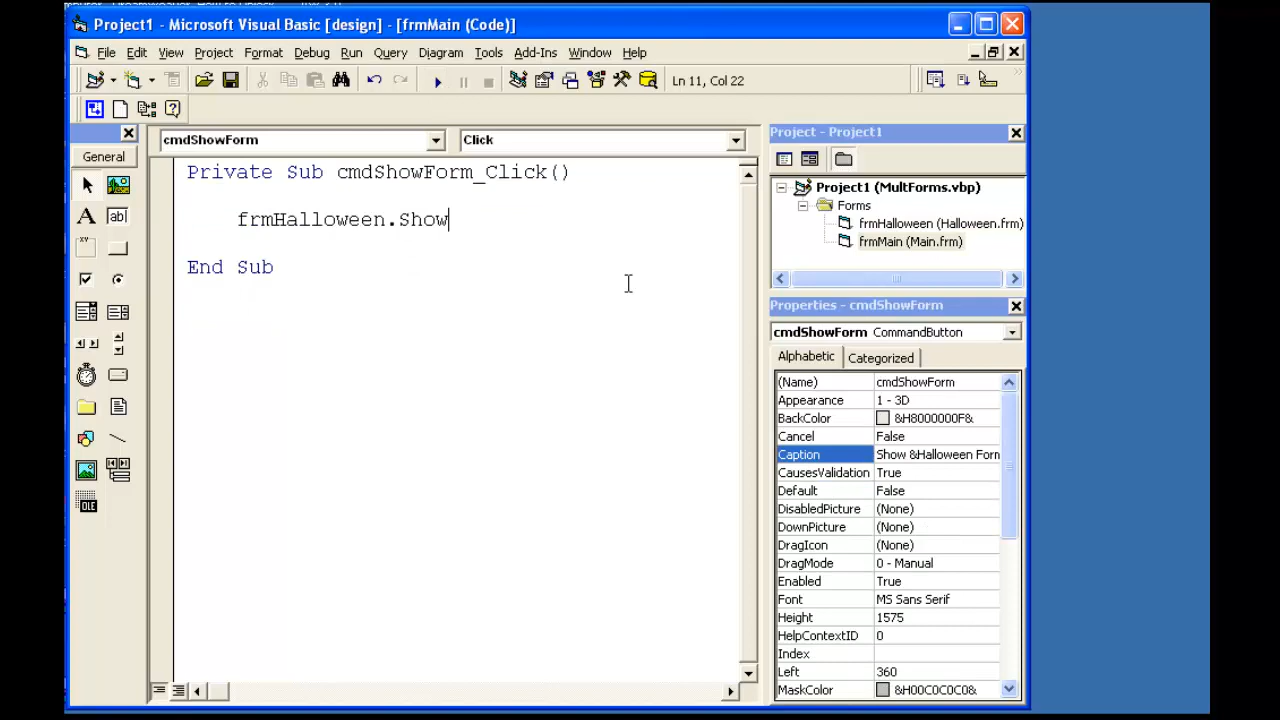 Project1 - Microsoft Visual Basic [design] - [frmMain (Code)]
File Edit View Project Format Debug Run Query Diagram Tools Add-Ins Window Help
Ln 11, Col 22
General
cmdShowForm Click
Private Sub cmdShowForm_Click()
frmHalloween.Show
End Sub
A ab|
OLE
Project - Project1
Project1 (MultForms.vbp)
Forms
frmHalloween (Halloween.frm)
frmMain (Main.frm)
Properties - cmdShowForm
cmdShowForm CommandButton
Alphabetic Categorized
(Name) cmdShowForm
Appearance 1 - 3D
BackColor &H8000000F&
Cancel False
Caption Show &Halloween Form
CausesValidation True
Default False
DisabledPicture (None)
DownPicture (None)
DragIcon (None)
DragMode 0 - Manual
Enabled True
Font MS Sans Serif
Height 1575
HelpContextID 0
Index
Left 360
MaskColor &H00C0C0C0&